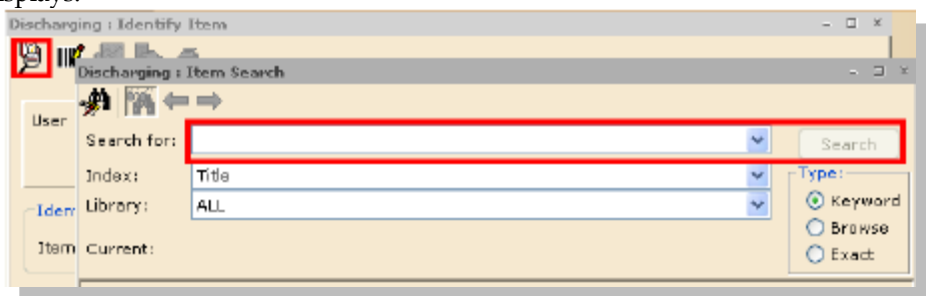 Discharging : Identify Item
Discharging : Item Search
User
Search for:
Search
Index: Title
Type:
Library: ALL
Keyword
Iden
Browse
Item
Current:
Exact